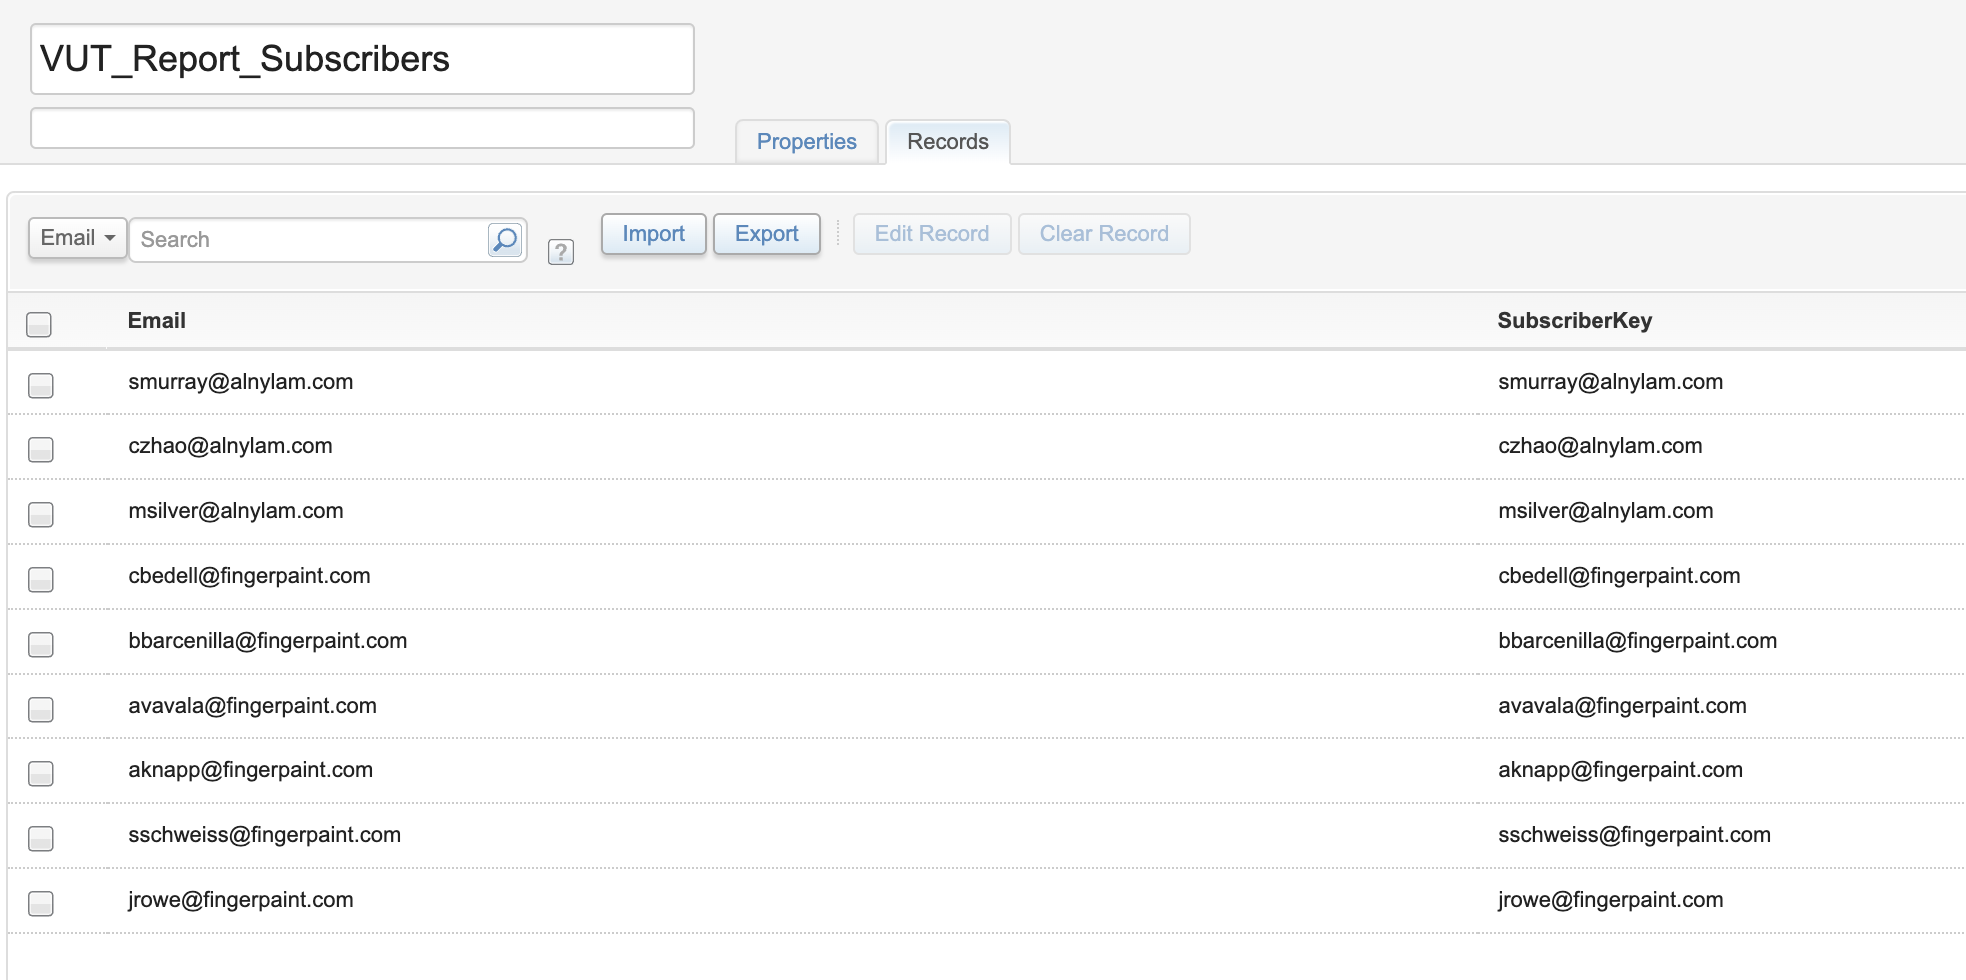 VUT_Report_Subscribers
Properties Records
Email Search ? Import Export Edit Record Clear Record
Email SubscriberKey
smurray@alnylam.com smurray@alnylam.com
czhao@alnylam.com czhao@alnylam.com
msilver@alnylam.com msilver@alnylam.com
cbedell@fingerpaint.com cbedell@fingerpaint.com
bbarcenilla@fingerpaint.com bbarcenilla@fingerpaint.com
avavala@fingerpaint.com avavala@fingerpaint.com
aknapp@fingerpaint.com aknapp@fingerpaint.com
sschweiss@fingerpaint.com sschweiss@fingerpaint.com
jrowe@fingerpaint.com jrowe@fingerpaint.com